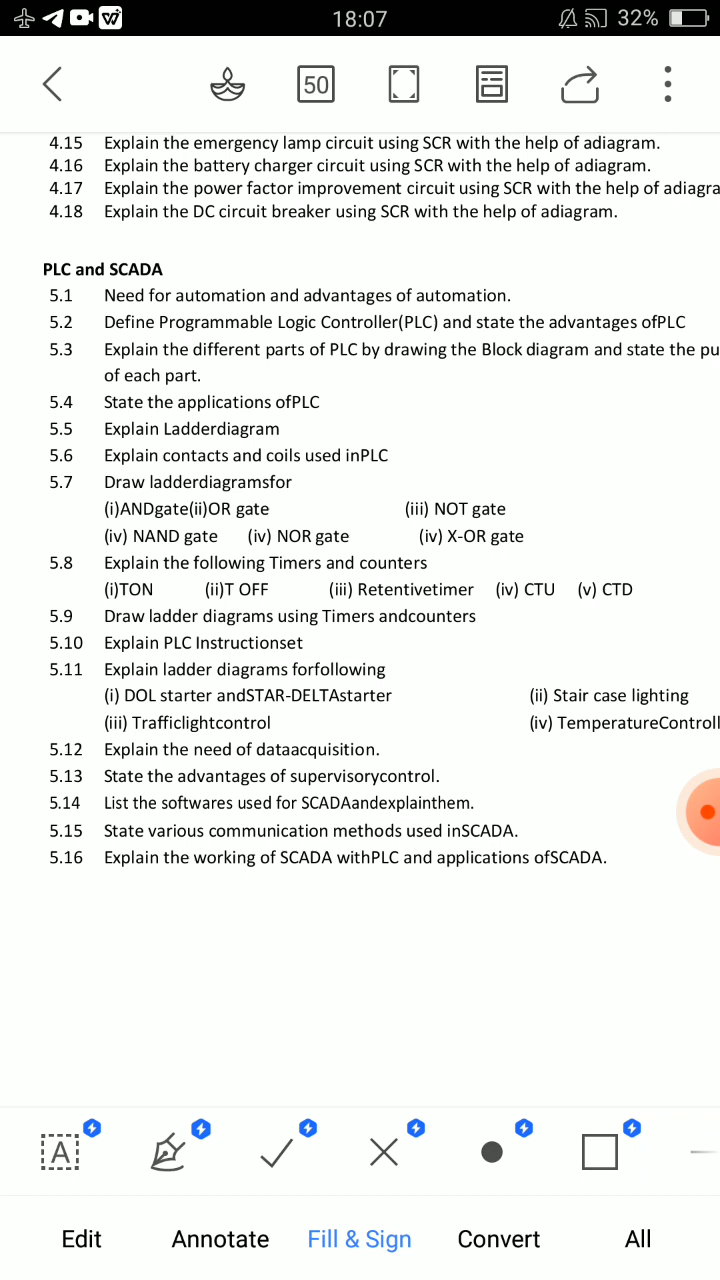 18:07
32%
50
4.15 Explain the emergency lamp circuit using SCR with the help of adiagram.
4.16 Explain the battery charger circuit using SCR with the help of adiagram.
4.17 Explain the power factor improvement circuit using SCR with the help of adiagra
4.18 Explain the DC circuit breaker using SCR with the help of adiagram.
PLC and SCADA
5.1 Need for automation and advantages of automation.
5.2 Define Programmable Logic Controller(PLC) and state the advantages ofPLC
5.3 Explain the different parts of PLC by drawing the Block diagram and state the pu
of each part.
5.4 State the applications ofPLC
5.5 Explain Ladderdiagram
5.6 Explain contacts and coils used inPLC
5.7 Draw ladderdiagramsfor
(i)ANDgate(ii)OR gate (iii) NOT gate
(iv) NAND gate (iv) NOR gate (iv) X-OR gate
5.8 Explain the following Timers and counters
(i)TON (ii)T OFF (iii) Retentivetimer (iv) CTU (v) CTD
5.9 Draw ladder diagrams using Timers andcounters
5.10 Explain PLC Instructionset
5.11 Explain ladder diagrams forfollowing
(i) DOL starter andSTAR-DELTAstarter (ii) Stair case lighting
(iii) Trafficlightcontrol (iv) TemperatureControll
5.12 Explain the need of dataacquisition.
5.13 State the advantages of supervisorycontrol.
5.14 List the softwares used for SCADAandexplainthem.
5.15 State various communication methods used inSCADA.
5.16 Explain the working of SCADA withPLC and applications ofSCADA.
A
Edit Annotate Fill & Sign Convert All